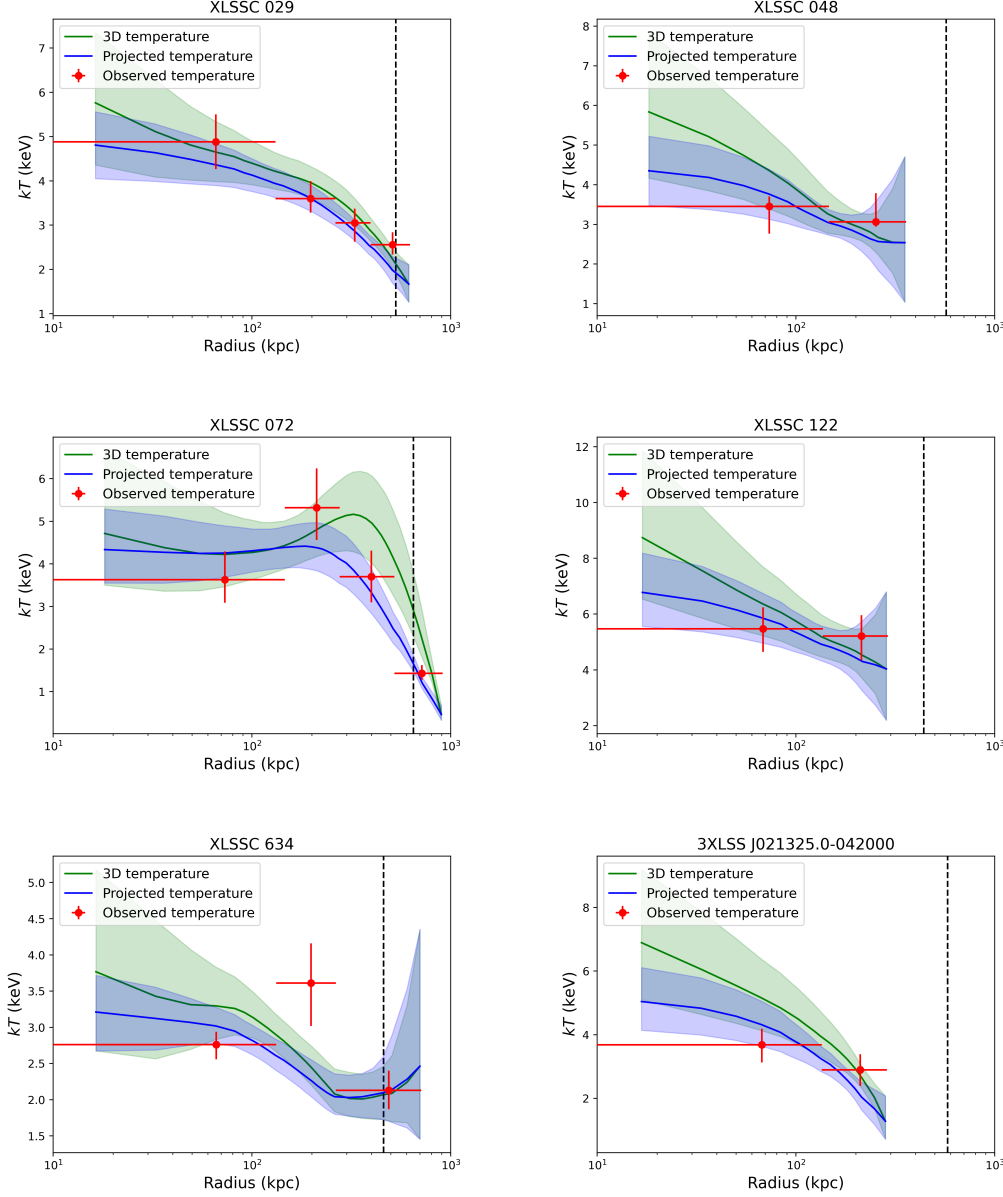 XLSSC 029
3D temperature
Projected temperature
Observed temperature
kT (keV)
7
6
5
4
3
2
1
10¹ 10² 10³
Radius (kpc)
XLSSC 048
3D temperature
Projected temperature
Observed temperature
kT (keV)
8
7
6
5
4
3
2
1
10¹ 10² 10³
Radius (kpc)
XLSSC 072
3D temperature
Projected temperature
Observed temperature
kT (keV)
6
5
4
3
2
1
10¹ 10² 10³
Radius (kpc)
XLSSC 122
3D temperature
Projected temperature
Observed temperature
kT (keV)
12
10
8
6
4
2
10¹ 10² 10³
Radius (kpc)
XLSSC 634
3D temperature
Projected temperature
Observed temperature
kT (keV)
5.0
4.5
4.0
3.5
3.0
2.5
2.0
1.5
10¹ 10² 10³
Radius (kpc)
3XLSS J021325.0-042000
3D temperature
Projected temperature
Observed temperature
kT (keV)
8
6
4
2
10¹ 10² 10³
Radius (kpc)